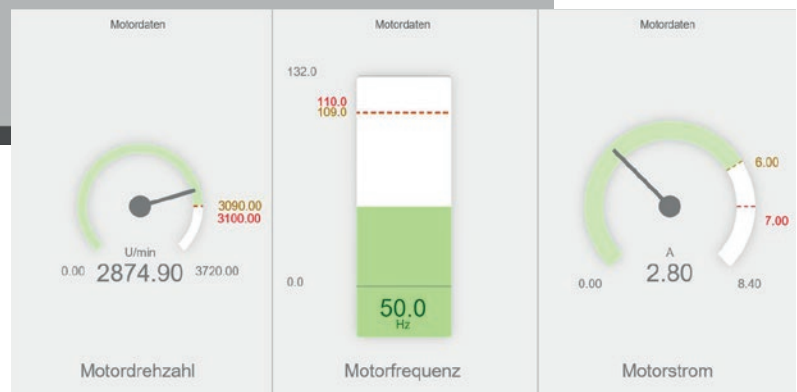 Motordaten
3090.00
3100.00
U/min
0.00
2874.90
3720.00
Motordrehzahl
Motordaten
132.0
110.0
109.0
0.0
50.0
Hz
Motorfrequenz
Motordaten
6.00
7.00
A
0.00
2.80
8.40
Motorstrom